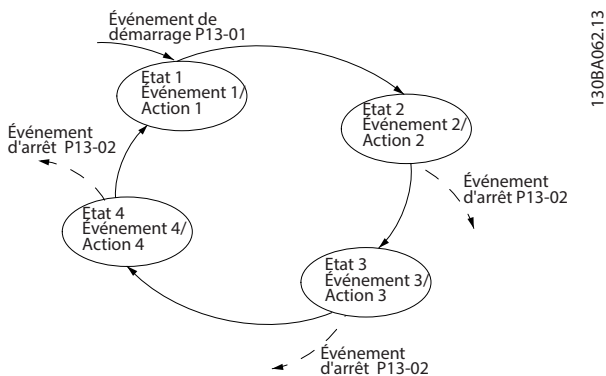 Événement de
démarrage P13-01
Etat 1
Événement 1/
Action 1
Etat 2
Événement 2/
Action 2
Événement
d'arrêt P13-02
Etat 3
Événement 3/
Action 3
Événement
d'arrêt P13-02
Etat 4
Événement 4/
Action 4
Événement
d'arrêt P13-02
130BA062.13